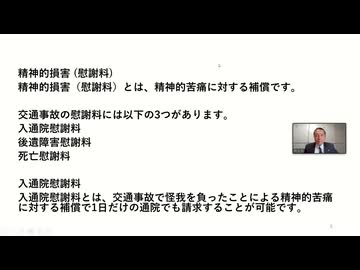 精神的損害 (慰謝料)
精神的損害（慰謝料）とは、精神的苦痛に対する補償です。
交通事故の慰謝料には以下の3つがあります。
入通院慰謝料
後遺障害慰謝料
死亡慰謝料
入通院慰謝料
入通院慰謝料とは、交通事故で怪我を負ったことによる精神的苦痛
に対する補償で1日だけの通院でも請求することが可能です。